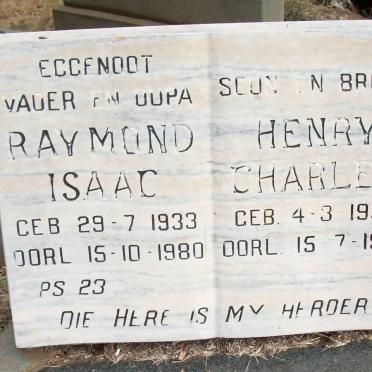 EGGENOOT
VADER EN OUPA
RAYMOND
ISAAC
GEB 29-7 1933
OORL 15-10-1980
PS 23
SEUN EN BR
HENRY
CHARLE
GEB. 4-3 19
OORL. 15 7-19
DIE HERE IS MY HERDER